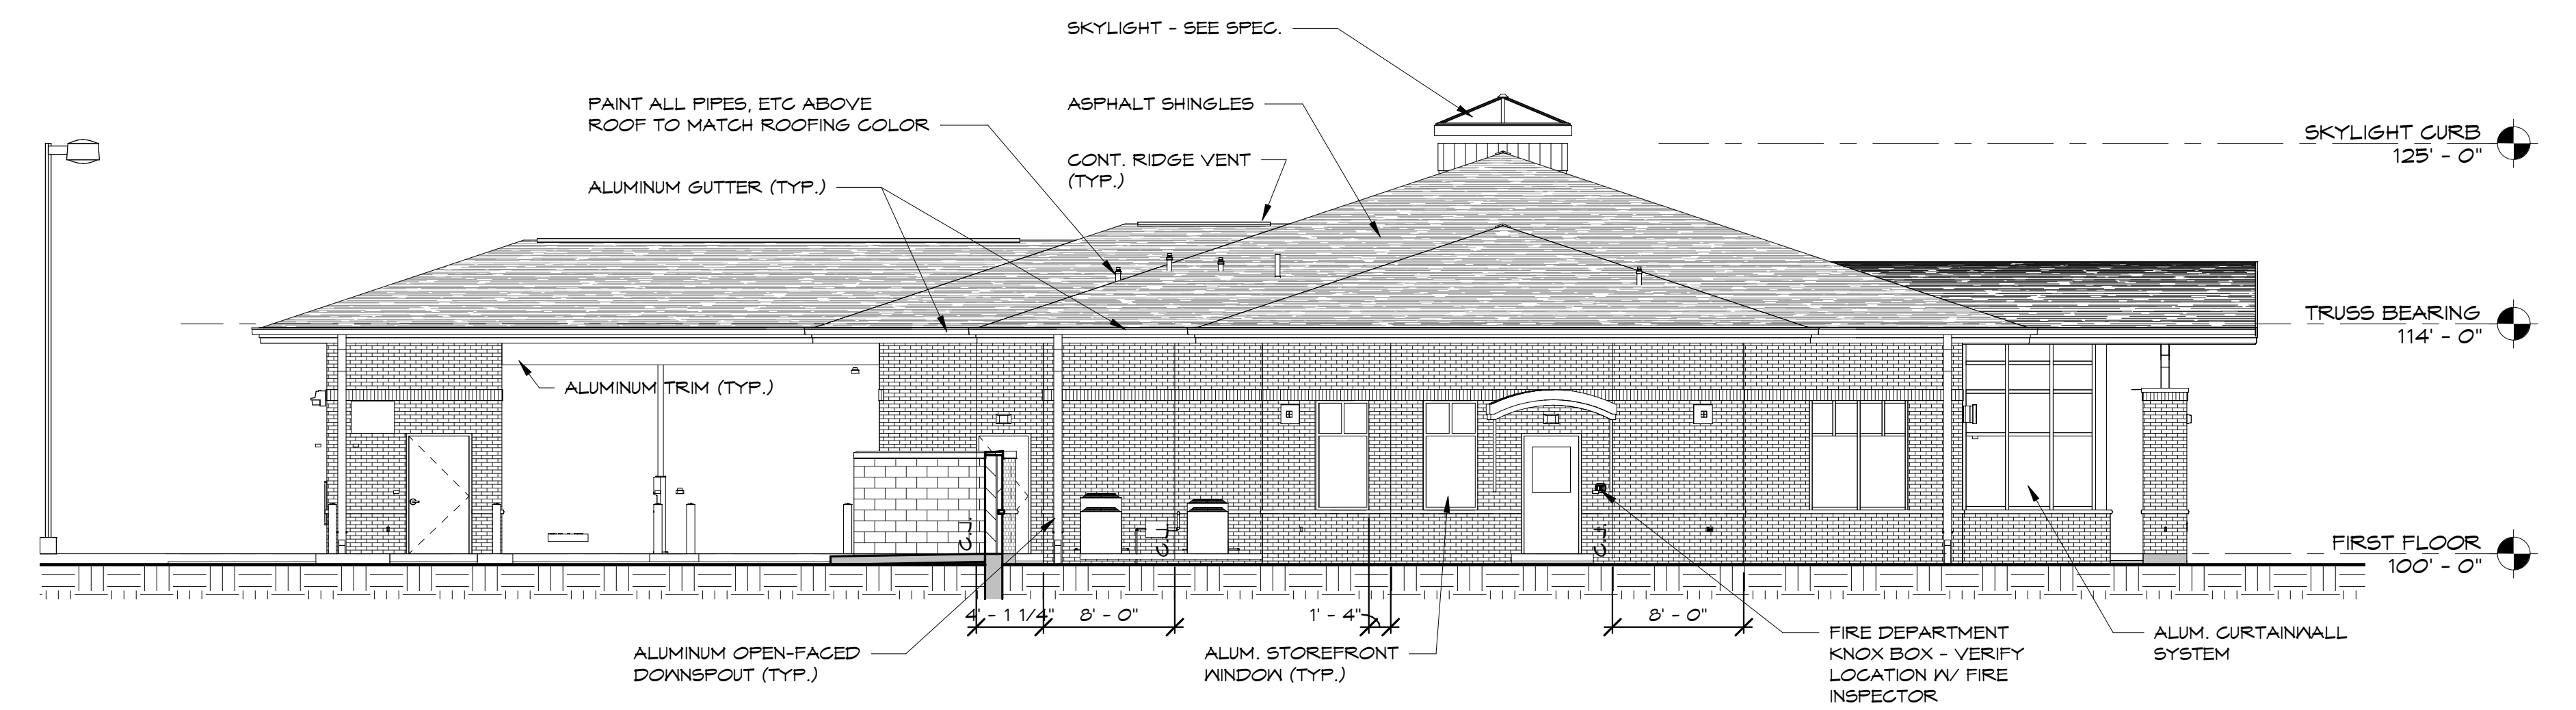 SKYLIGHT - SEE SPEC.
PAINT ALL PIPES, ETC ABOVE
ROOF TO MATCH ROOFING COLOR
ASPHALT SHINGLES
SKYLIGHT CURB
125' - 0"
CONT. RIDGE VENT
(TYP.)
ALUMINUM GUTTER (TYP.)
TRUSS BEARING
114' - 0"
ALUMINUM TRIM (TYP.)
C.J.
C.J.
C.J.
FIRST FLOOR
100' - 0"
4' - 1 1/4"
8' - 0"
1' - 4"
8' - 0"
ALUMINUM OPEN-FACED
DOWNSPOUT (TYP.)
ALUM. STOREFRONT
WINDOW (TYP.)
FIRE DEPARTMENT
KNOX BOX - VERIFY
LOCATION W/ FIRE
INSPECTOR
ALUM. CURTAINWALL
SYSTEM